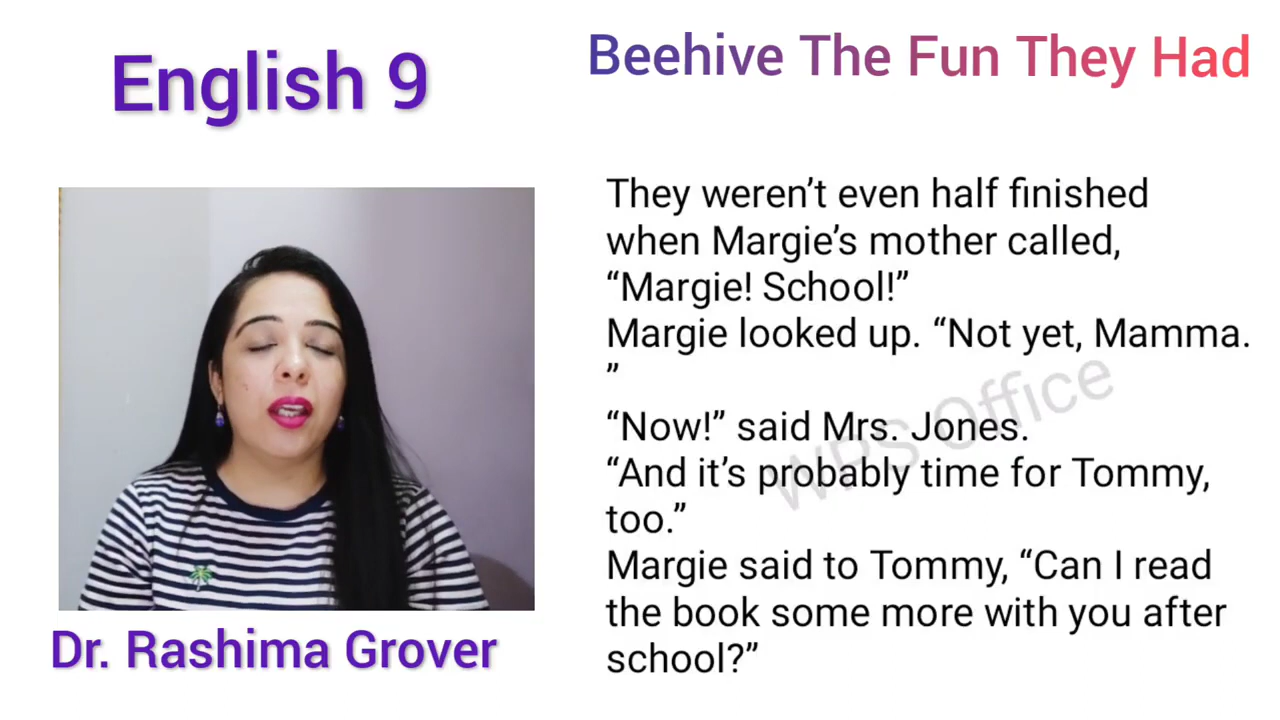 English 9
Beehive The Fun They Had
They weren’t even half finished
when Margie’s mother called,
“Margie! School!”
Margie looked up. “Not yet, Mamma.
”
“Now!” said Mrs. Jones.
“And it’s probably time for Tommy,
too.”
Margie said to Tommy, “Can I read
the book some more with you after
school?”
WPS Office
Dr. Rashima Grover